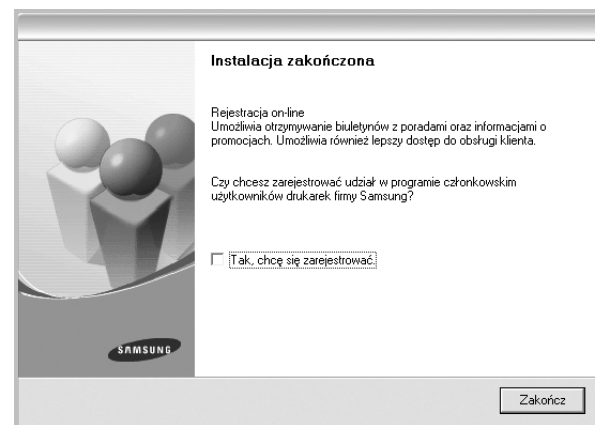 Instalacja zakończona
Rejestracja on-line
Umożliwia otrzymywanie biuletynów z poradami oraz informacjami o
promocjach. Umożliwia również lepszy dostęp do obsługi klienta.
Czy chcesz zarejestrować udział w programie członkowskim
użytkowników drukarek firmy Samsung?
Tak, chcę się zarejestrować.
SAMSUNG
Zakończ